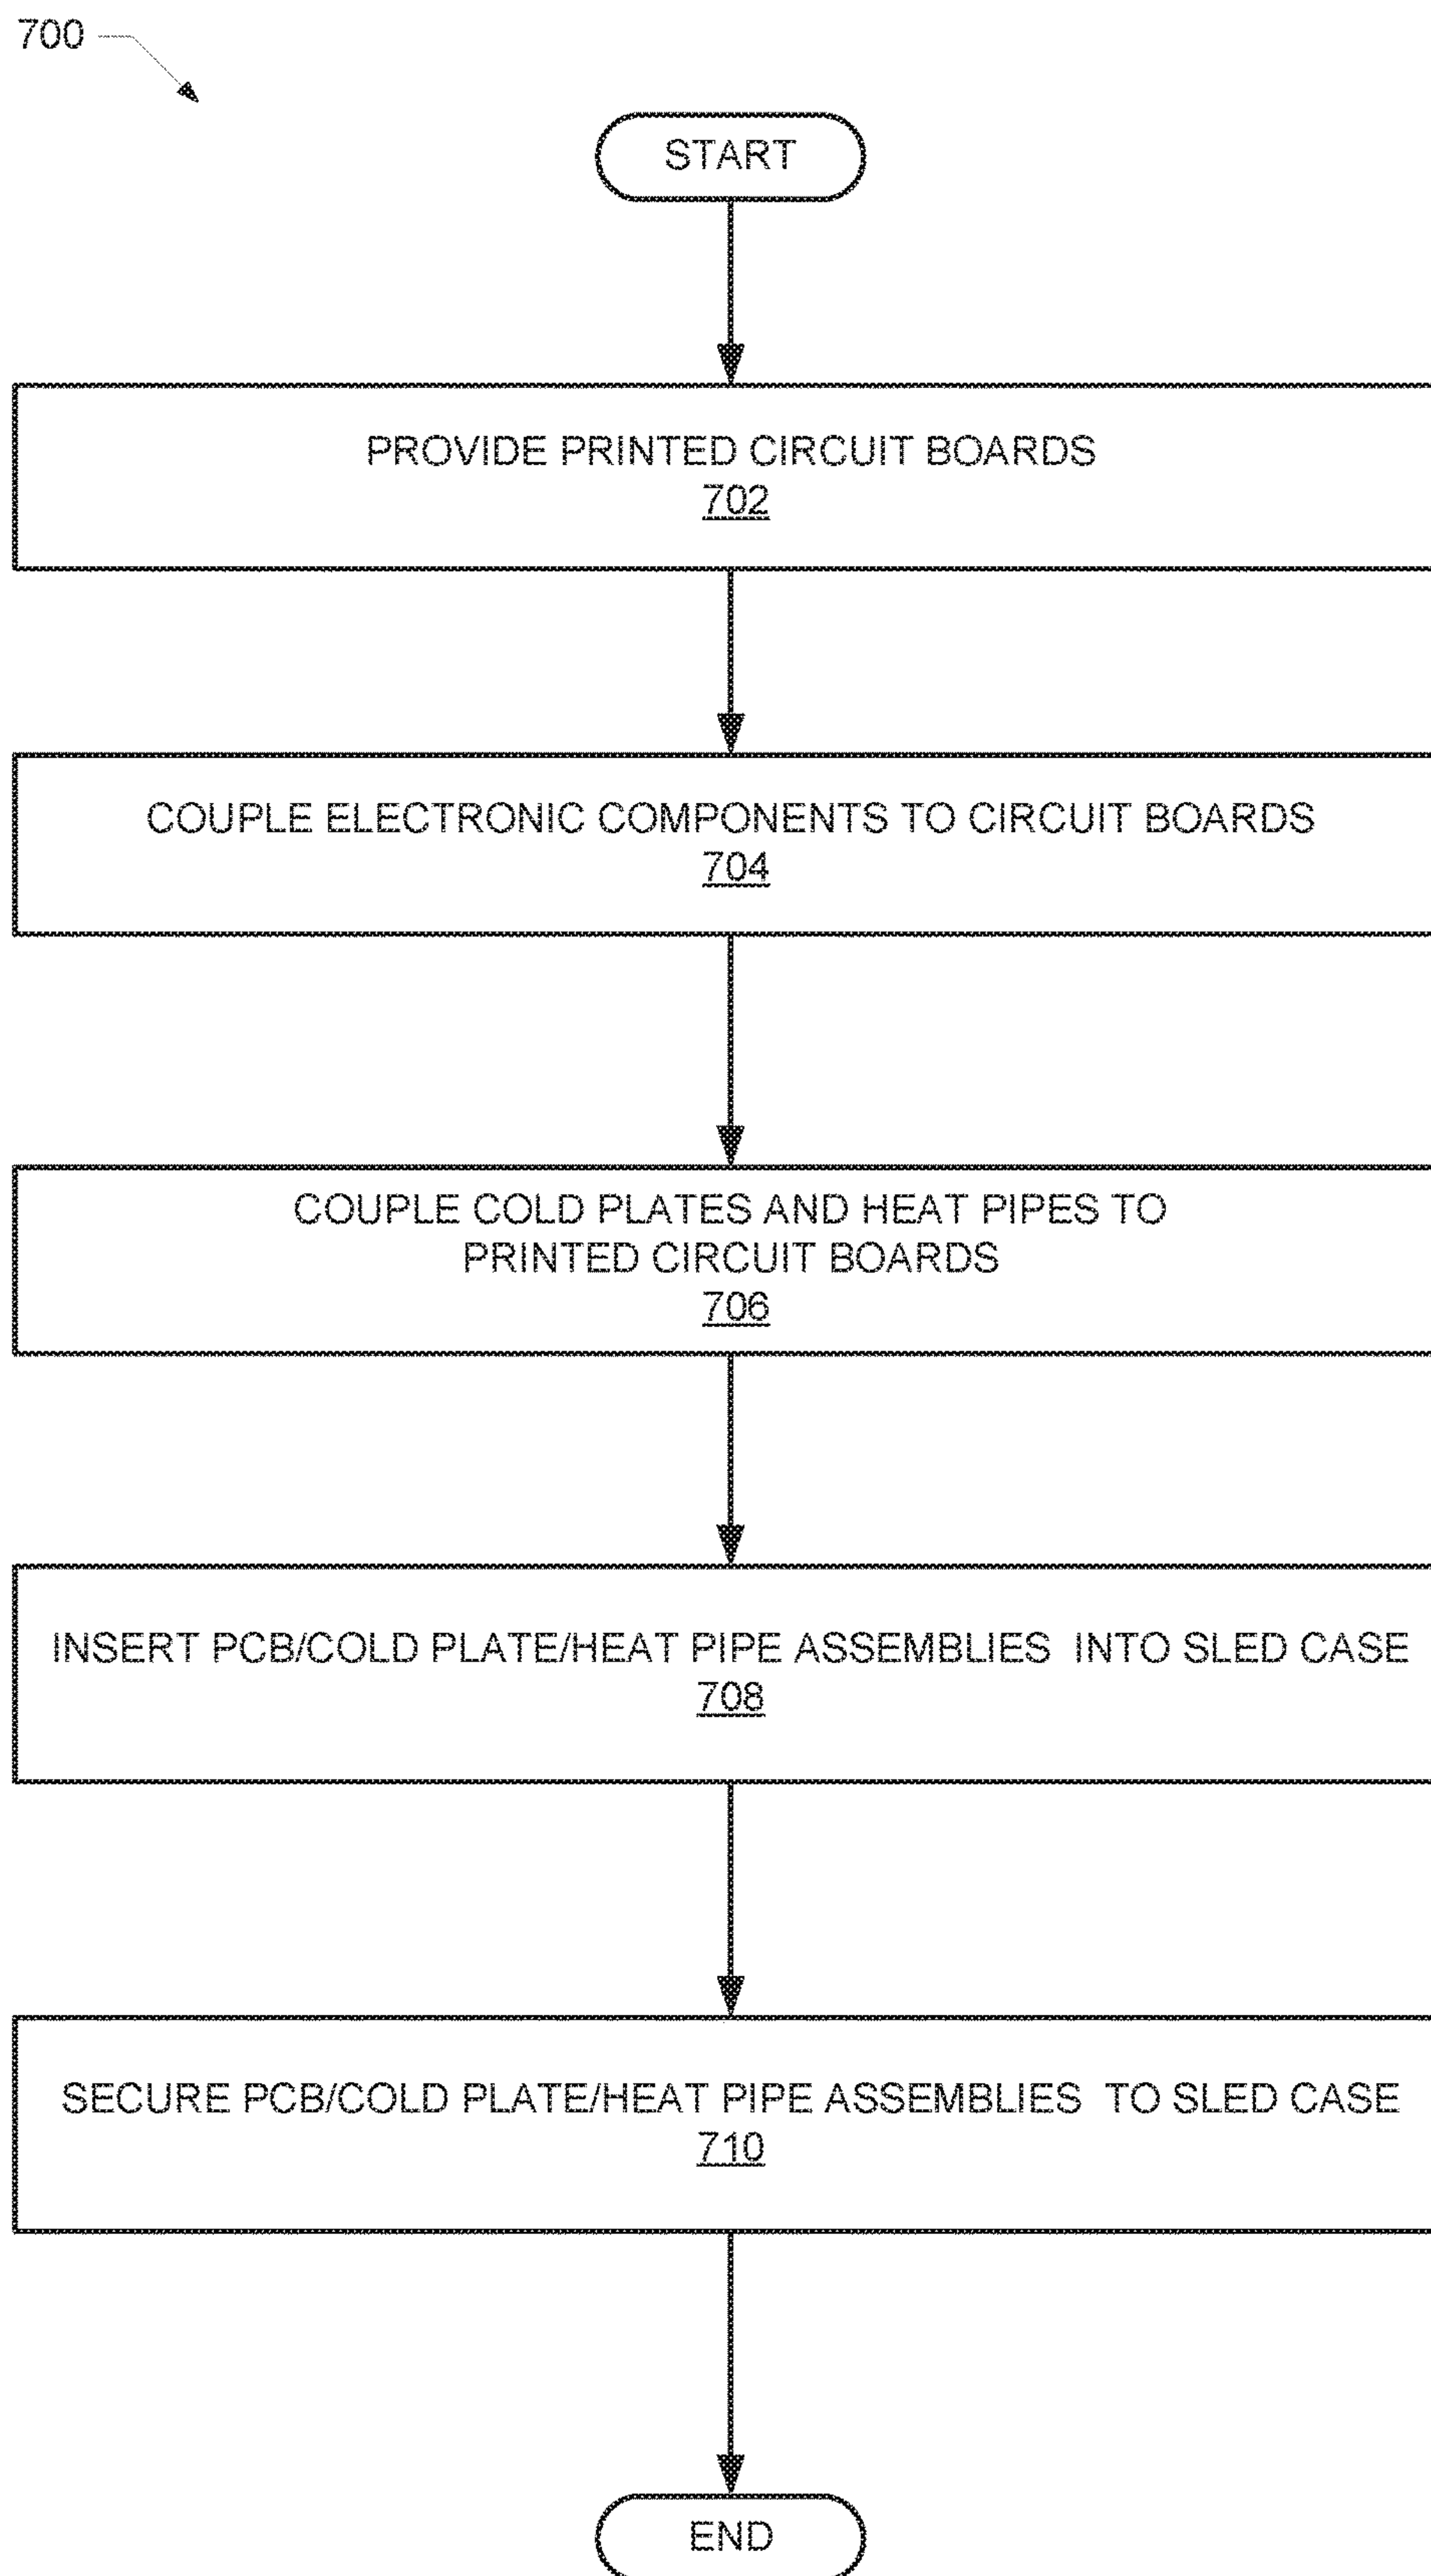 700
START
PROVIDE PRINTED CIRCUIT BOARDS
702
COUPLE ELECTRONIC COMPONENTS TO CIRCUIT BOARDS
704
COUPLE COLD PLATES AND HEAT PIPES TO
PRINTED CIRCUIT BOARDS
706
INSERT PCB/COLD PLATE/HEAT PIPE ASSEMBLIES INTO SLED CASE
708
SECURE PCB/COLD PLATE/HEAT PIPE ASSEMBLIES TO SLED CASE
710
END